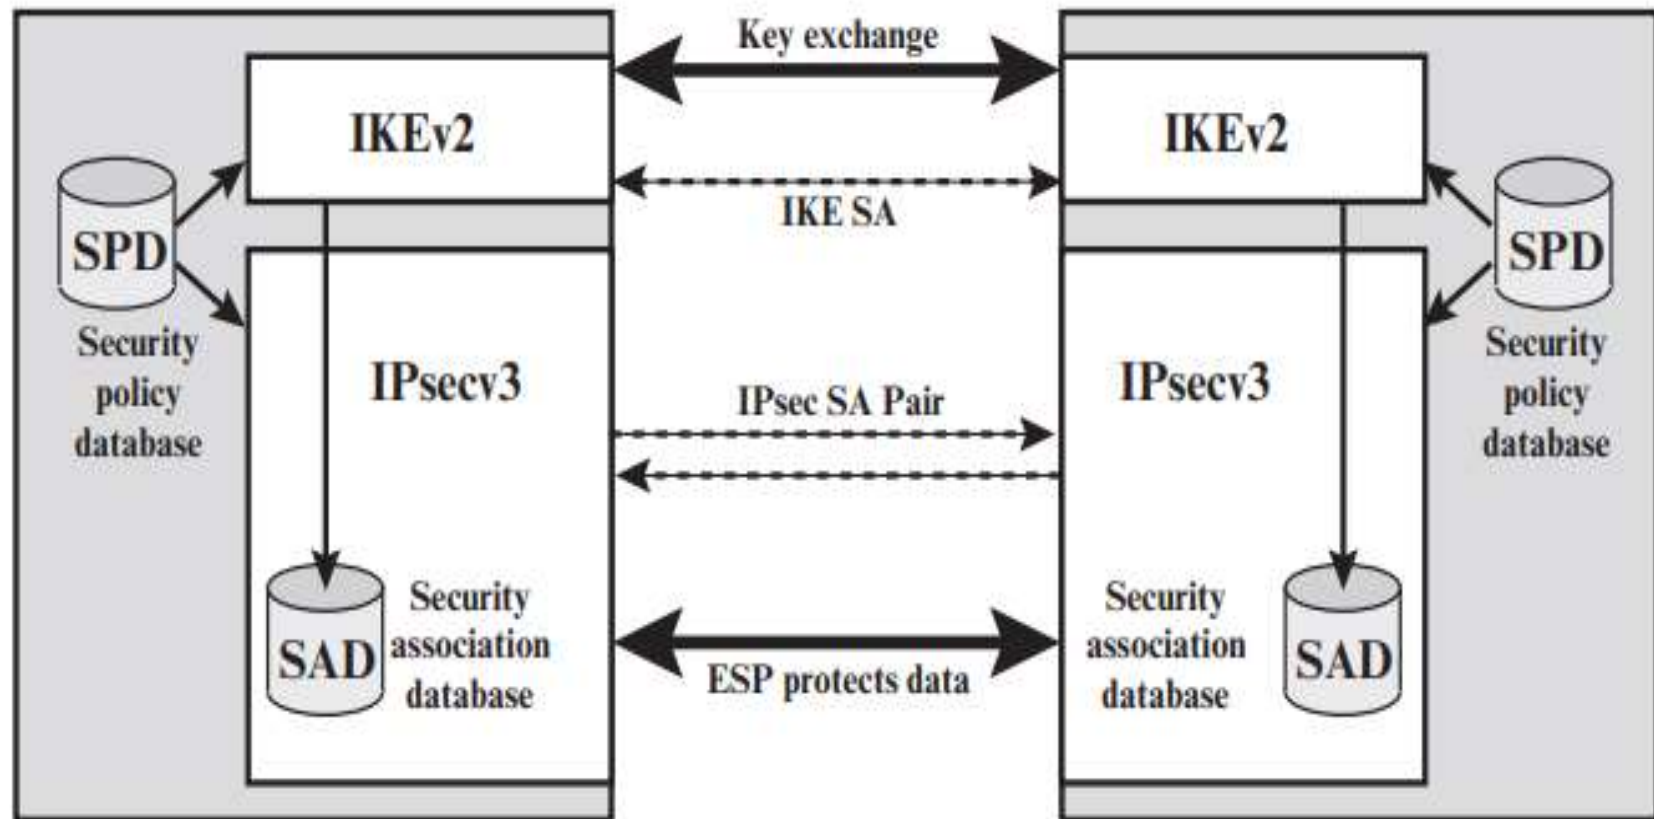 Key exchange
IKEv2
IKEv2
IKE SA
SPD
SPD
Security
policy
database
Security
policy
database
IPsecv3
IPsecv3
IPsec SA Pair
SAD
Security
association
database
Security
association
database
SAD
ESP protects data